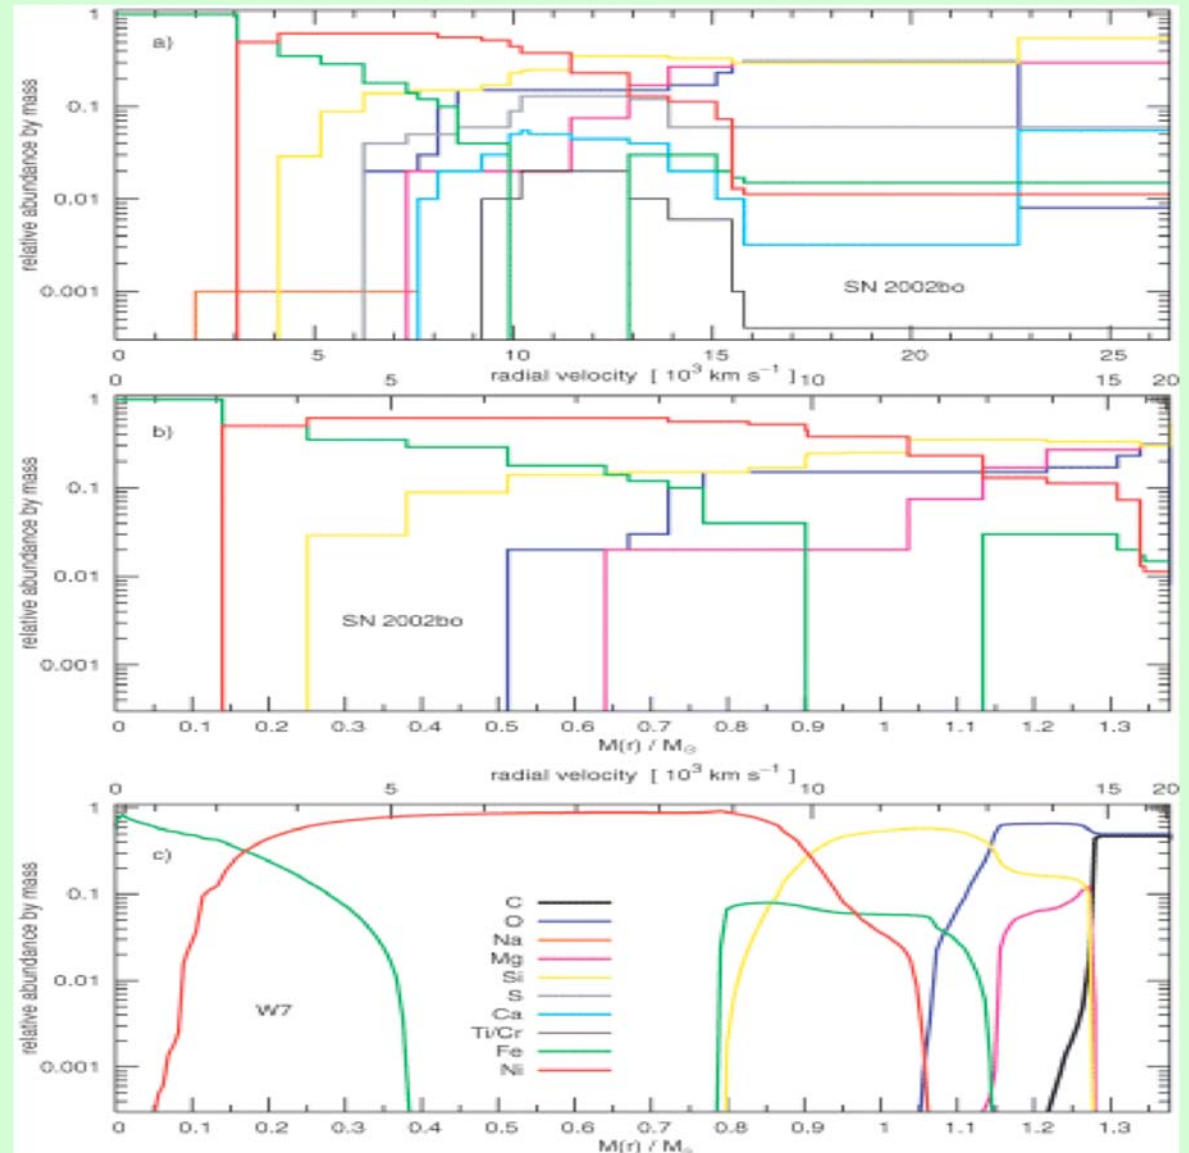 1
a)
0.1
0.01
0.001
relative abundance by mass
SN 2002bo
0 5 10 15 20 25
radial velocity [ 10³ km s⁻¹ ]
0 5 10 15 20
1
b)
0.1
0.01
0.001
relative abundance by mass
SN 2002bo
0 0.1 0.2 0.3 0.4 0.5 0.6 0.7 0.8 0.9 1 1.1 1.2 1.3
M(r) / M☉
radial velocity [ 10³ km s⁻¹ ]
0 5 10 15 20
1
c)
0.1
0.01
0.001
relative abundance by mass
W7
C
O
Na
Mg
Si
S
Ca
Ti/Cr
Fe
Ni
0 0.1 0.2 0.3 0.4 0.5 0.6 0.7 0.8 0.9 1 1.1 1.2 1.3
M(r) / M☉